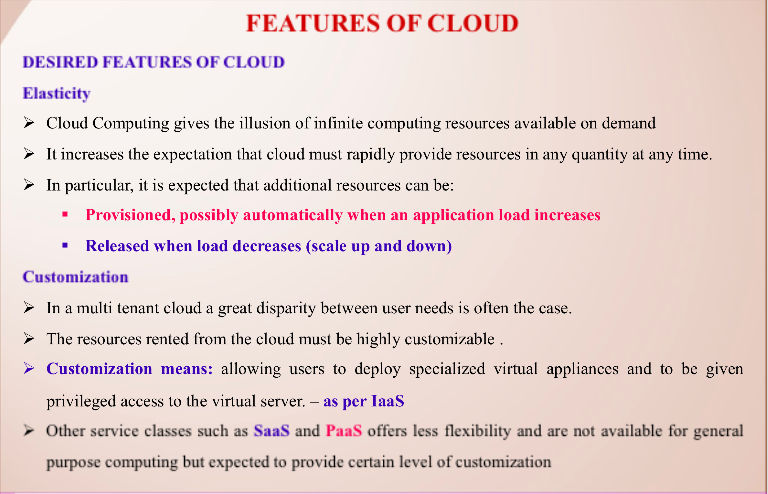 FEATURES OF CLOUD
DESIRED FEATURES OF CLOUD
Elasticity
➢ Cloud Computing gives the illusion of infinite computing resources available on demand
➢ It increases the expectation that cloud must rapidly provide resources in any quantity at any time.
➢ In particular, it is expected that additional resources can be:
▪ Provisioned, possibly automatically when an application load increases
▪ Released when load decreases (scale up and down)
Customization
➢ In a multi tenant cloud a great disparity between user needs is often the case.
➢ The resources rented from the cloud must be highly customizable .
➢ Customization means: allowing users to deploy specialized virtual appliances and to be given
privileged access to the virtual server. – as per IaaS
➢ Other service classes such as SaaS and PaaS offers less flexibility and are not available for general
purpose computing but expected to provide certain level of customization